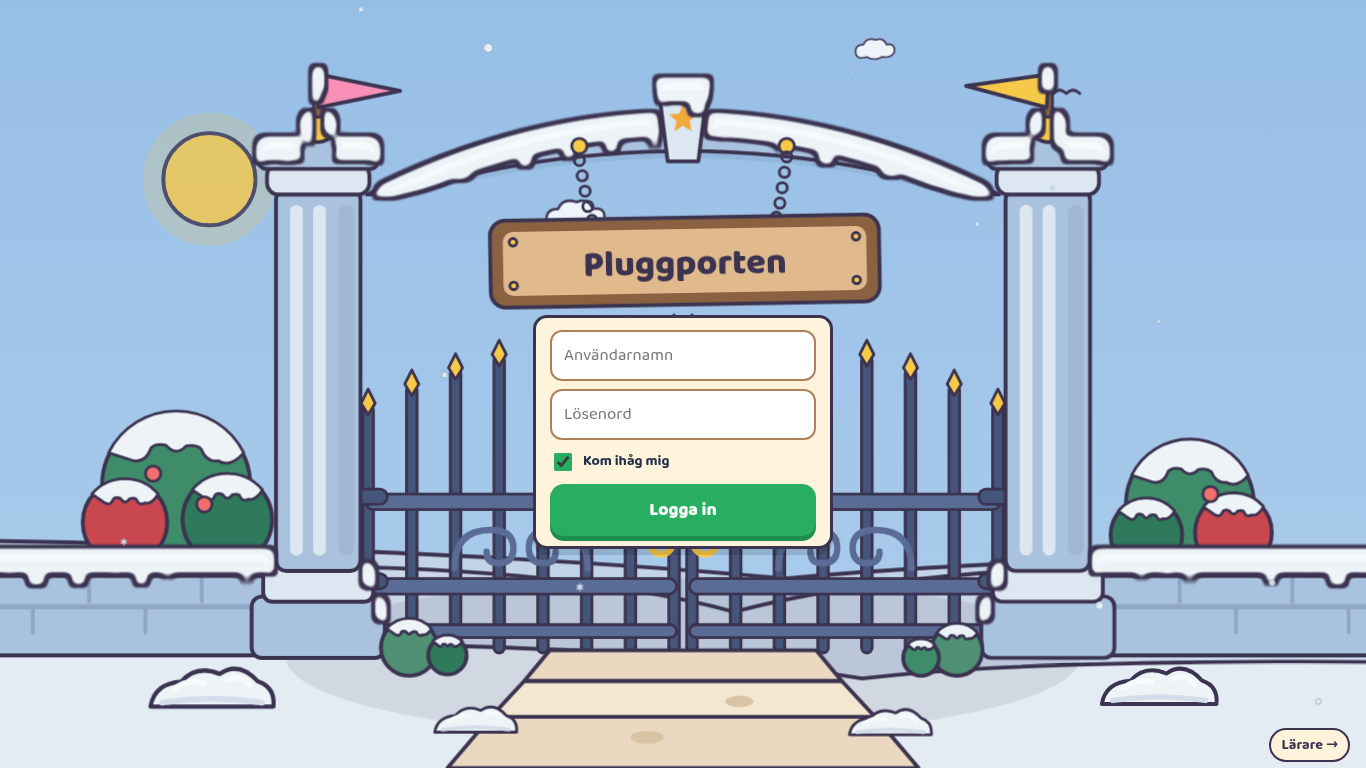 Pluggporten
Användarnamn
Lösenord
Kom ihåg mig
Logga in
Lärare →